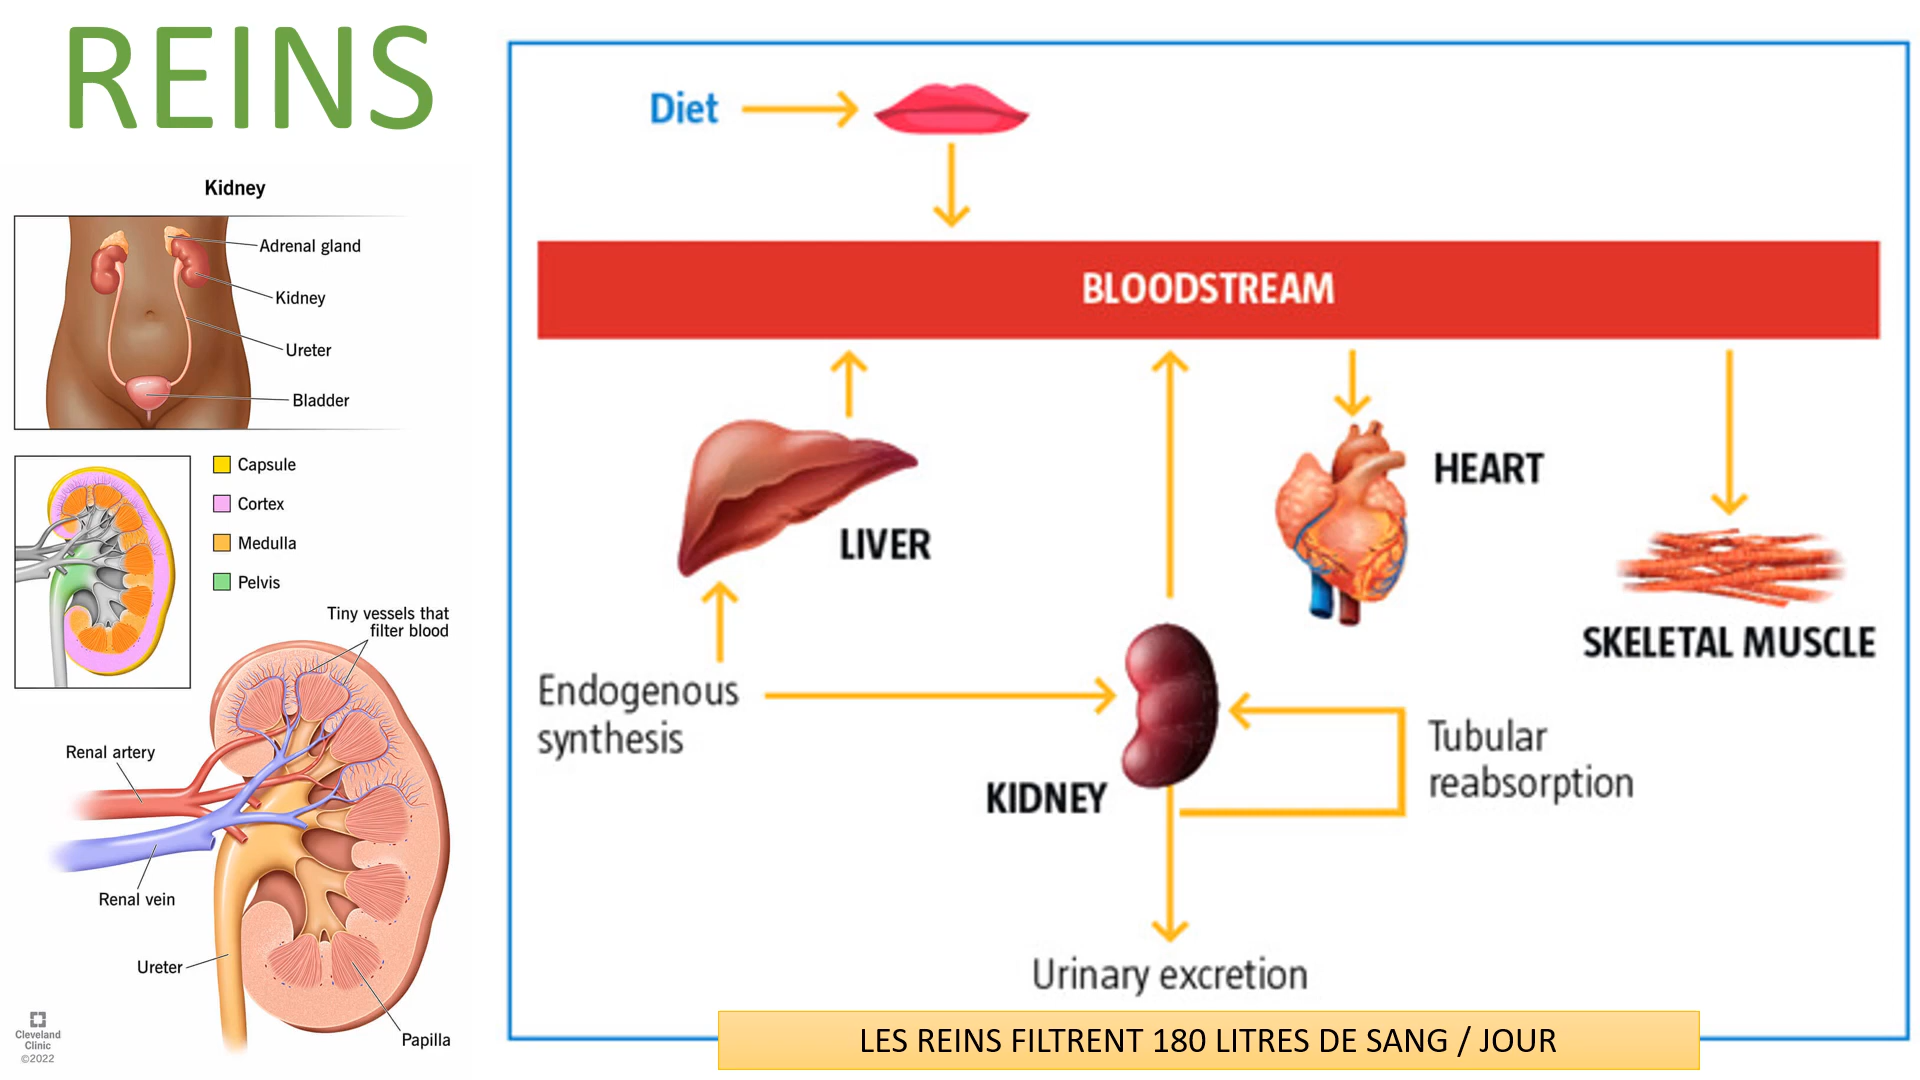 REINS
Kidney
Adrenal gland
Kidney
Ureter
Bladder
Capsule
Cortex
Medulla
Pelvis
Tiny vessels that
filter blood
Renal artery
Renal vein
Ureter
Papilla
Cleveland
Clinic
©2022
Diet
BLOODSTREAM
LIVER
HEART
SKELETAL MUSCLE
Endogenous
synthesis
KIDNEY
Tubular
reabsorption
Urinary excretion
LES REINS FILTRENT 180 LITRES DE SANG / JOUR